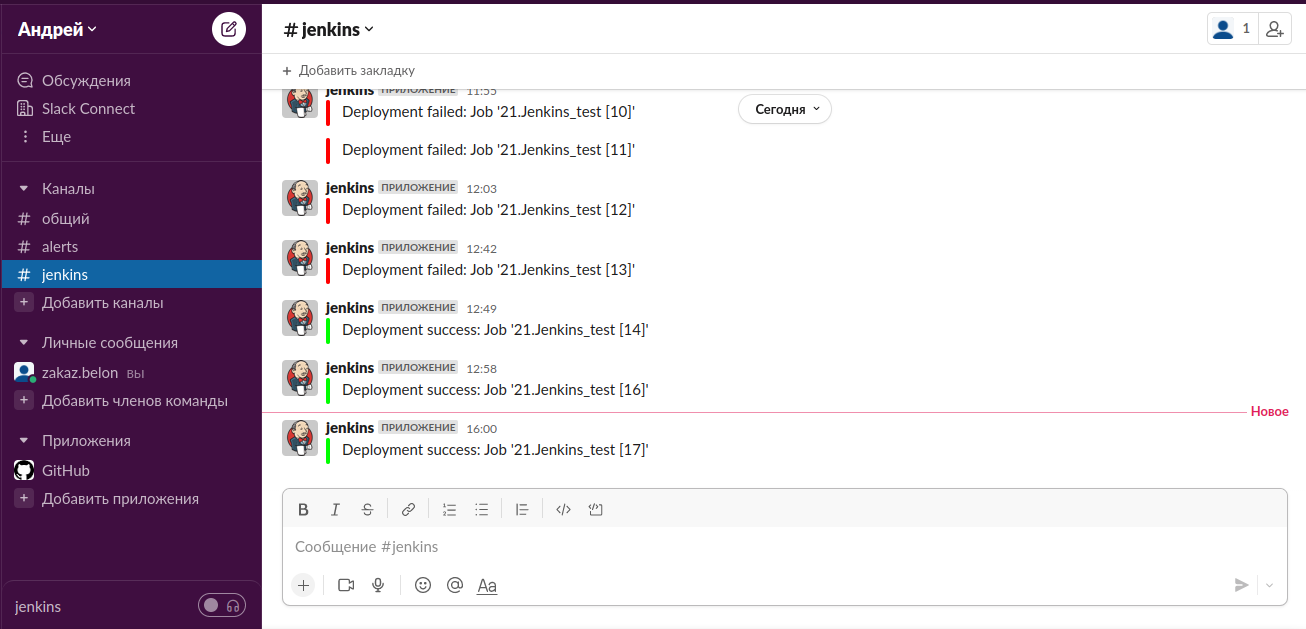 Андрей
Обсуждения
Slack Connect
Еще
Каналы
# общий
# alerts
# jenkins
+ Добавить каналы
Личные сообщения
zakaz.belon вы
+ Добавить членов команды
Приложения
GitHub
+ Добавить приложения
jenkins
# jenkins
1
+ Добавить закладку
Сегодня
jenkins ПРИЛОЖЕНИЕ 11:55
Deployment failed: Job '21.Jenkins_test [10]'
Deployment failed: Job '21.Jenkins_test [11]'
jenkins ПРИЛОЖЕНИЕ 12:03
Deployment failed: Job '21.Jenkins_test [12]'
jenkins ПРИЛОЖЕНИЕ 12:42
Deployment failed: Job '21.Jenkins_test [13]'
jenkins ПРИЛОЖЕНИЕ 12:49
Deployment success: Job '21.Jenkins_test [14]'
jenkins ПРИЛОЖЕНИЕ 12:58
Deployment success: Job '21.Jenkins_test [16]'
Новое
jenkins ПРИЛОЖЕНИЕ 16:00
Deployment success: Job '21.Jenkins_test [17]'
B I S
Сообщение #jenkins
+ @ Aa